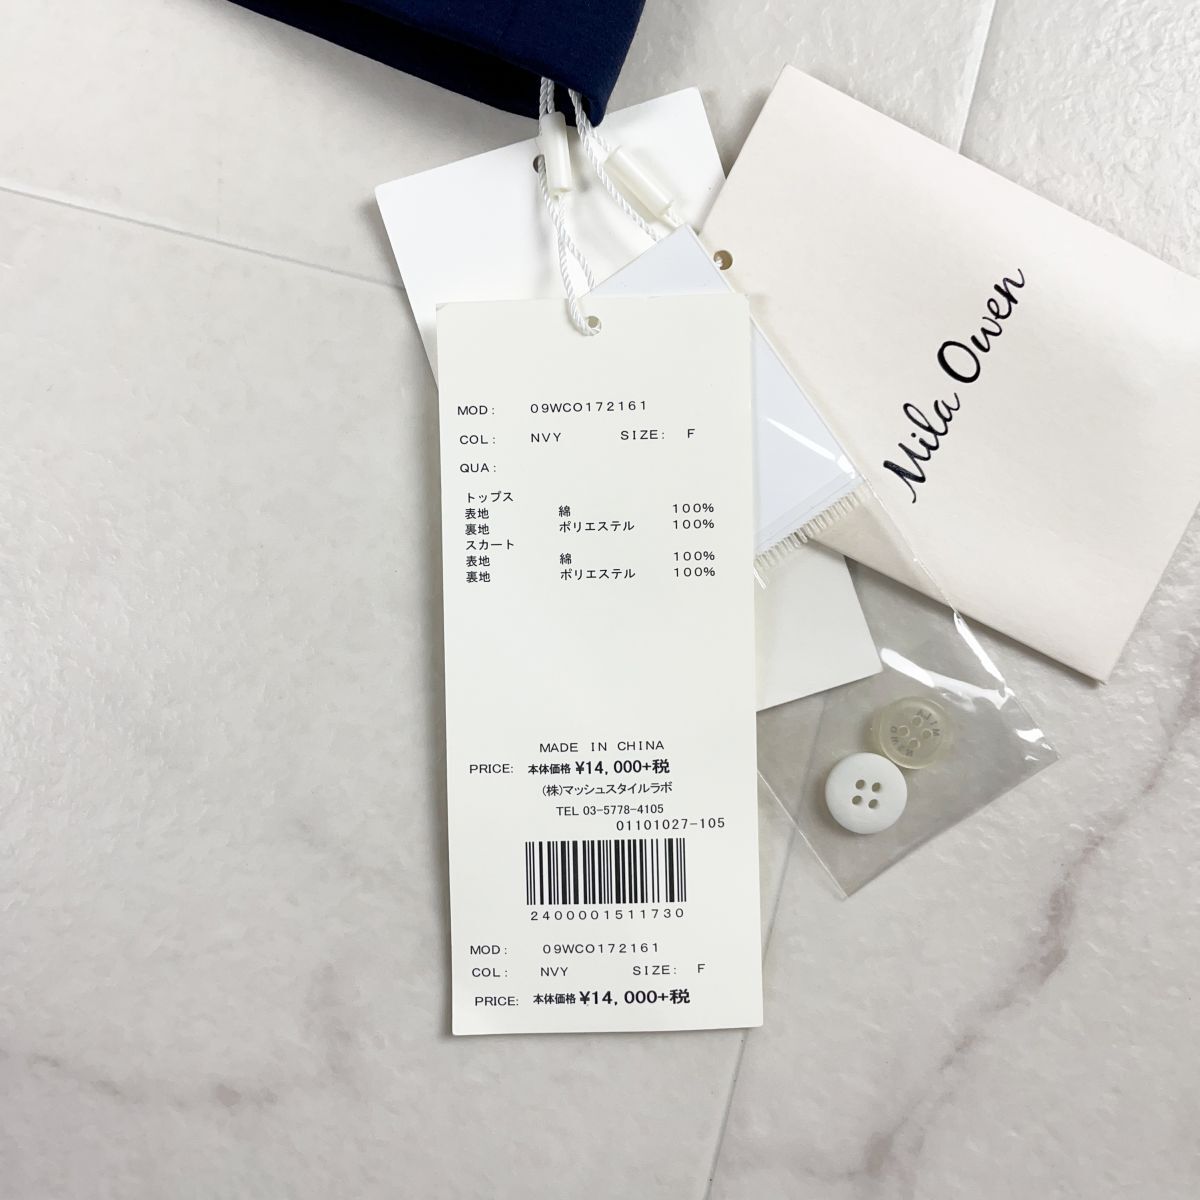 MOD: 09WCO172161
COL: NVY SIZE: F
QUA:
トップス
表地 綿 100%
裏地 ポリエステル 100%
スカート
表地 綿 100%
裏地 ポリエステル 100%
MADE IN CHINA
PRICE: 本体価格 ¥14,000+税
(株)マッシュスタイルラボ
TEL 03-5778-4105
01101027-105
2400001511730
MOD: 09WCO172161
COL: NVY SIZE: F
PRICE: 本体価格 ¥14,000+税
Mila Owen